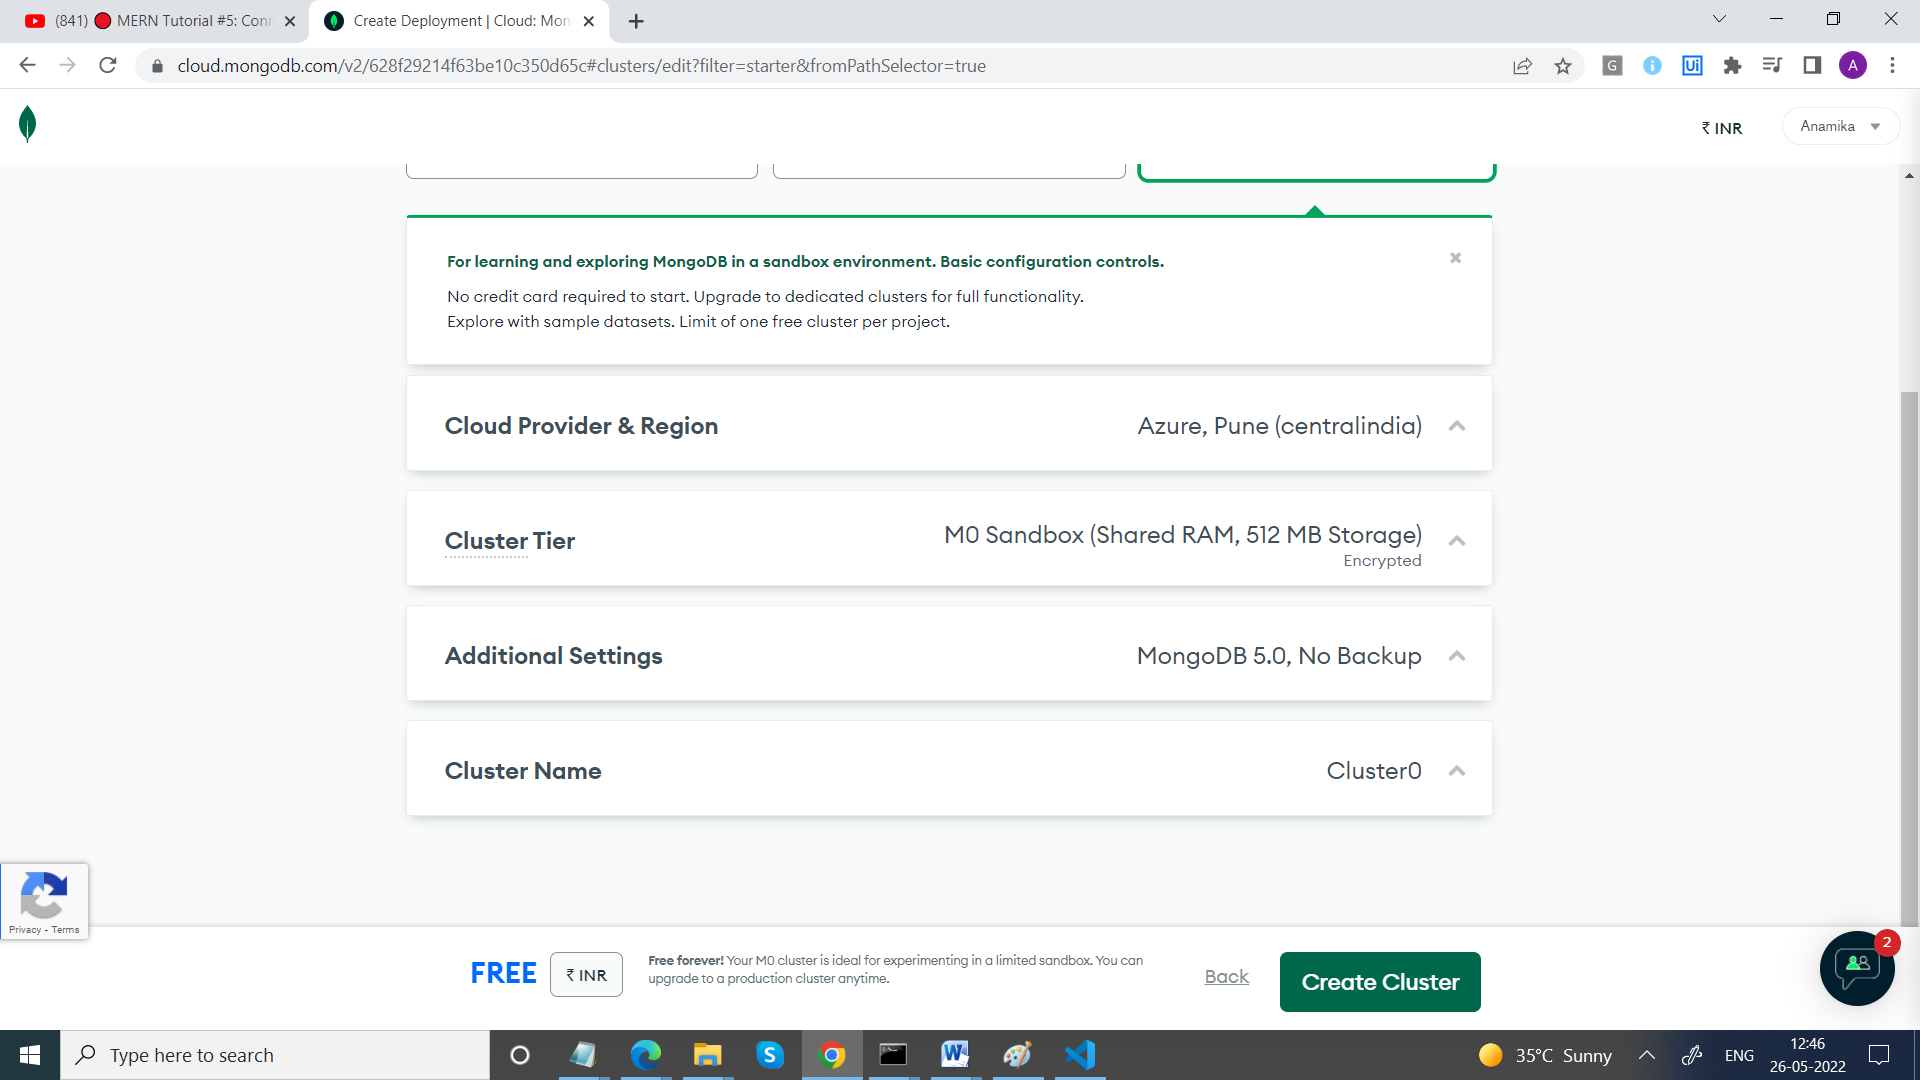 (841) 🔴 MERN Tutorial #5: Conn
Create Deployment | Cloud: Mon
cloud.mongodb.com/v2/628f29214f63be10c350d65c#clusters/edit?filter=starter&fromPathSelector=true
G
i
Ui
A
₹ INR
Anamika
For learning and exploring MongoDB in a sandbox environment. Basic configuration controls.
No credit card required to start. Upgrade to dedicated clusters for full functionality.
Explore with sample datasets. Limit of one free cluster per project.
Cloud Provider & Region
Azure, Pune (centralindia)
Cluster Tier
M0 Sandbox (Shared RAM, 512 MB Storage)
Encrypted
Additional Settings
MongoDB 5.0, No Backup
Cluster Name
Cluster0
Privacy - Terms
FREE
₹ INR
Free forever! Your M0 cluster is ideal for experimenting in a limited sandbox. You can
upgrade to a production cluster anytime.
Back
Create Cluster
2
Type here to search
S
W
35°C Sunny
ENG
12:46
26-05-2022